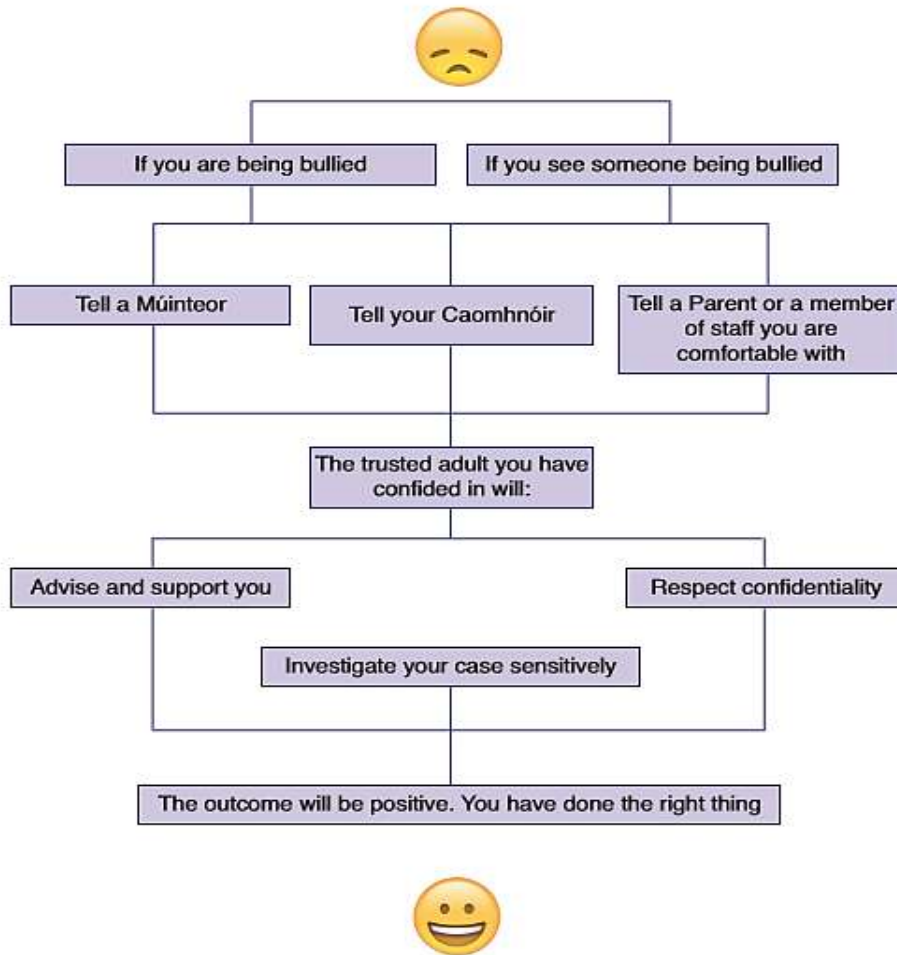 If you are being bullied
If you see someone being bullied
Tell a Múinteor
Tell your Caomhnóir
Tell a Parent or a member
of staff you are
comfortable with
The trusted adult you have
confided in will:
Advise and support you
Respect confidentiality
Investigate your case sensitively
The outcome will be positive. You have done the right thing